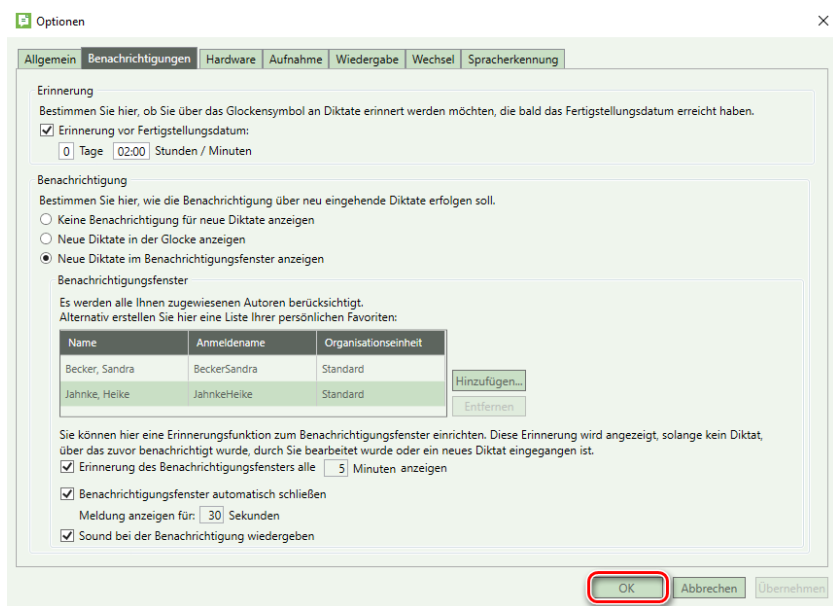 Optionen
Allgemein Benachrichtigungen Hardware Aufnahme Wiedergabe Wechsel Spracherkennung
Erinnerung
Bestimmen Sie hier, ob Sie über das Glockensymbol an Diktate erinnert werden möchten, die bald das Fertigstellungsdatum erreicht haben.
Erinnerung vor Fertigstellungsdatum:
0 Tage 02:00 Stunden / Minuten
Benachrichtigung
Bestimmen Sie hier, wie die Benachrichtigung über neu eingehende Diktate erfolgen soll.
Keine Benachrichtigung für neue Diktate anzeigen
Neue Diktate in der Glocke anzeigen
Neue Diktate im Benachrichtigungsfenster anzeigen
Benachrichtigungsfenster
Es werden alle Ihnen zugewiesenen Autoren berücksichtigt.
Alternativ erstellen Sie hier eine Liste Ihrer persönlichen Favoriten:
Name Anmeldename Organisationseinheit
Becker, Sandra BeckerSandra Standard
Jahnke, Heike JahnkeHeike Standard
Hinzufügen...
Entfernen
Sie können hier eine Erinnerungsfunktion zum Benachrichtigungsfenster einrichten. Diese Erinnerung wird angezeigt, solange kein Diktat,
über das zuvor benachrichtigt wurde, durch Sie bearbeitet wurde oder ein neues Diktat eingegangen ist.
Erinnerung des Benachrichtigungsfensters alle 5 Minuten anzeigen
Benachrichtigungsfenster automatisch schließen
Meldung anzeigen für: 30 Sekunden
Sound bei der Benachrichtigung wiedergeben
OK Abbrechen Übernehmen